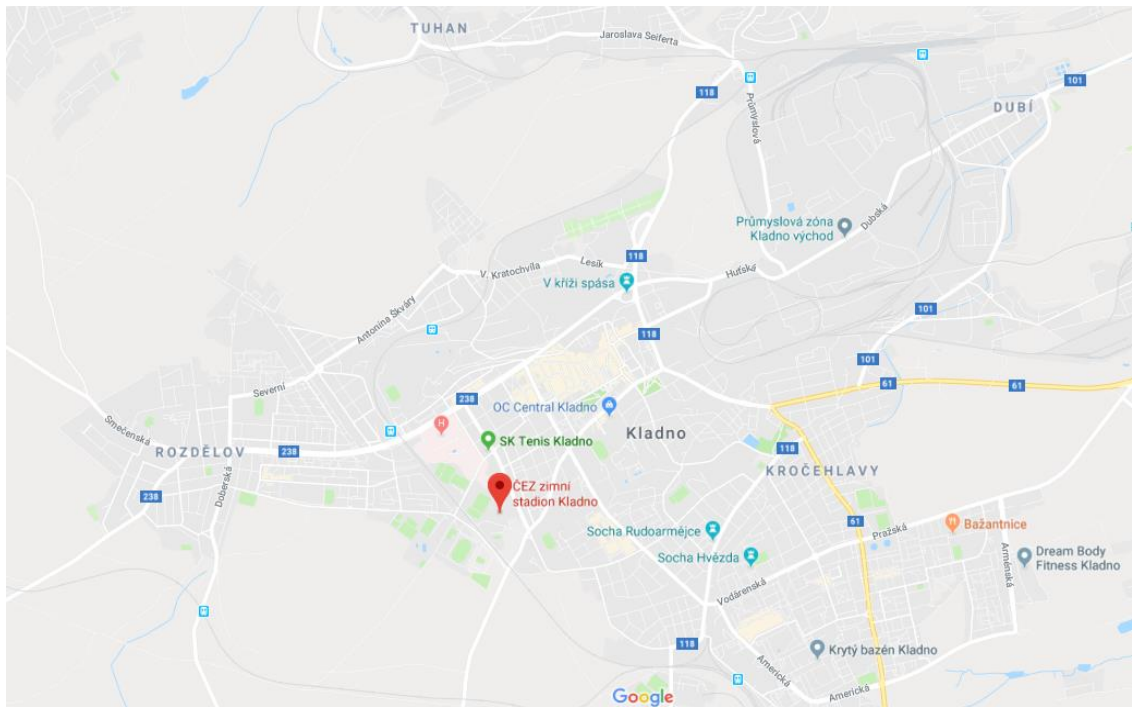 TUHAN
Jaroslava Seiferta
118
Průmyslová
101
DUBÍ
Průmyslová zóna
Kladno východ
Dubská
118
Lesík
V. Kratochvíla
V kříži spása
Huťská
Antonína Škváry
118
101
101
61
61
Severní
238
OC Central Kladno
Smečenská
H
SK Tenis Kladno
Kladno
118
ROZDĚLOV
238
KROČEHLAVY
Doberská
238
ČEZ zimní
stadion Kladno
61
Socha Rudoarmějce
Pražská
Bažantnice
Socha Hvězda
Arménská
Dream Body
Fitness Kladno
Vodárenská
118
Krytý bazén Kladno
Americká
Americká
Google